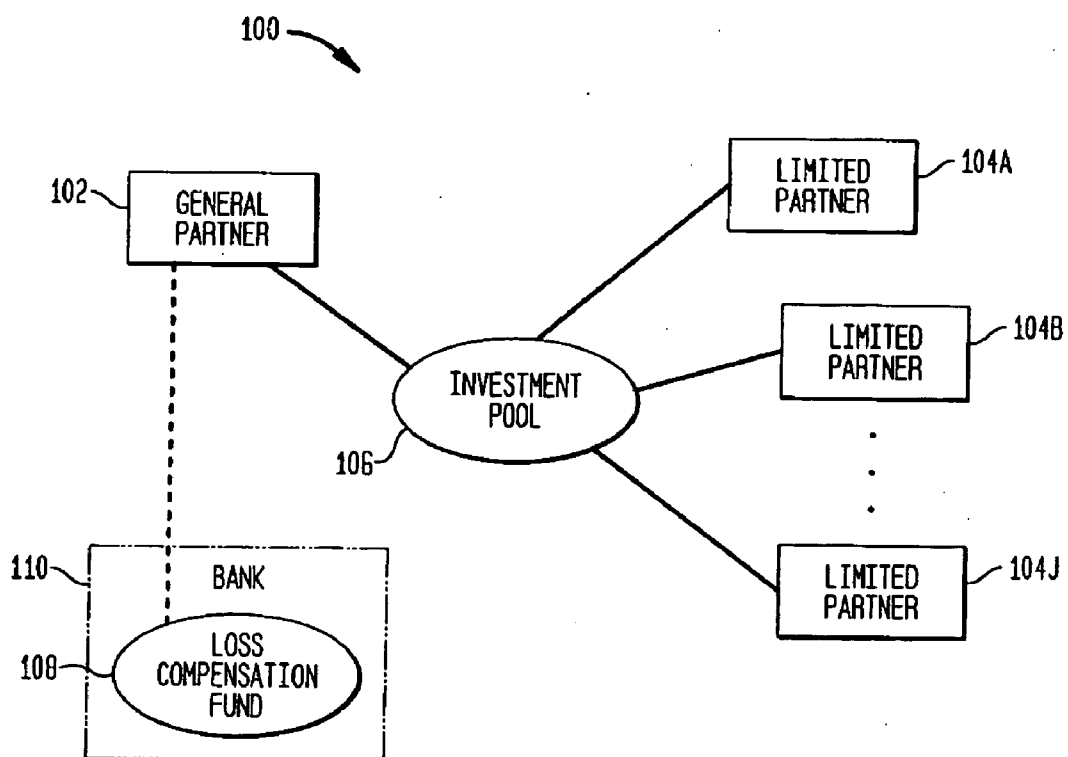 100
102
GENERAL
PARTNER
LIMITED
PARTNER
104A
INVESTMENT
POOL
106
LIMITED
PARTNER
104B
110
BANK
108
LOSS
COMPENSATION
FUND
LIMITED
PARTNER
104J